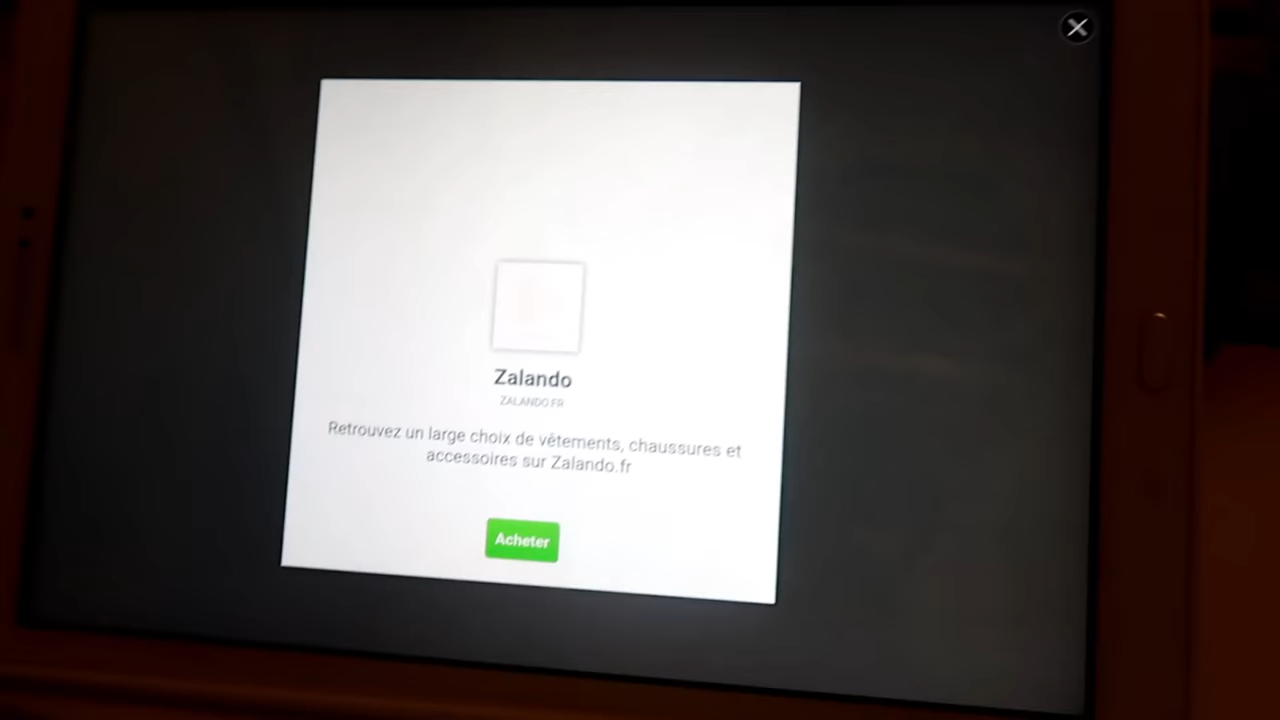 Zalando
ZALANDO.FR
Retrouvez un large choix de vêtements, chaussures et
accessoires sur Zalando.fr
Acheter